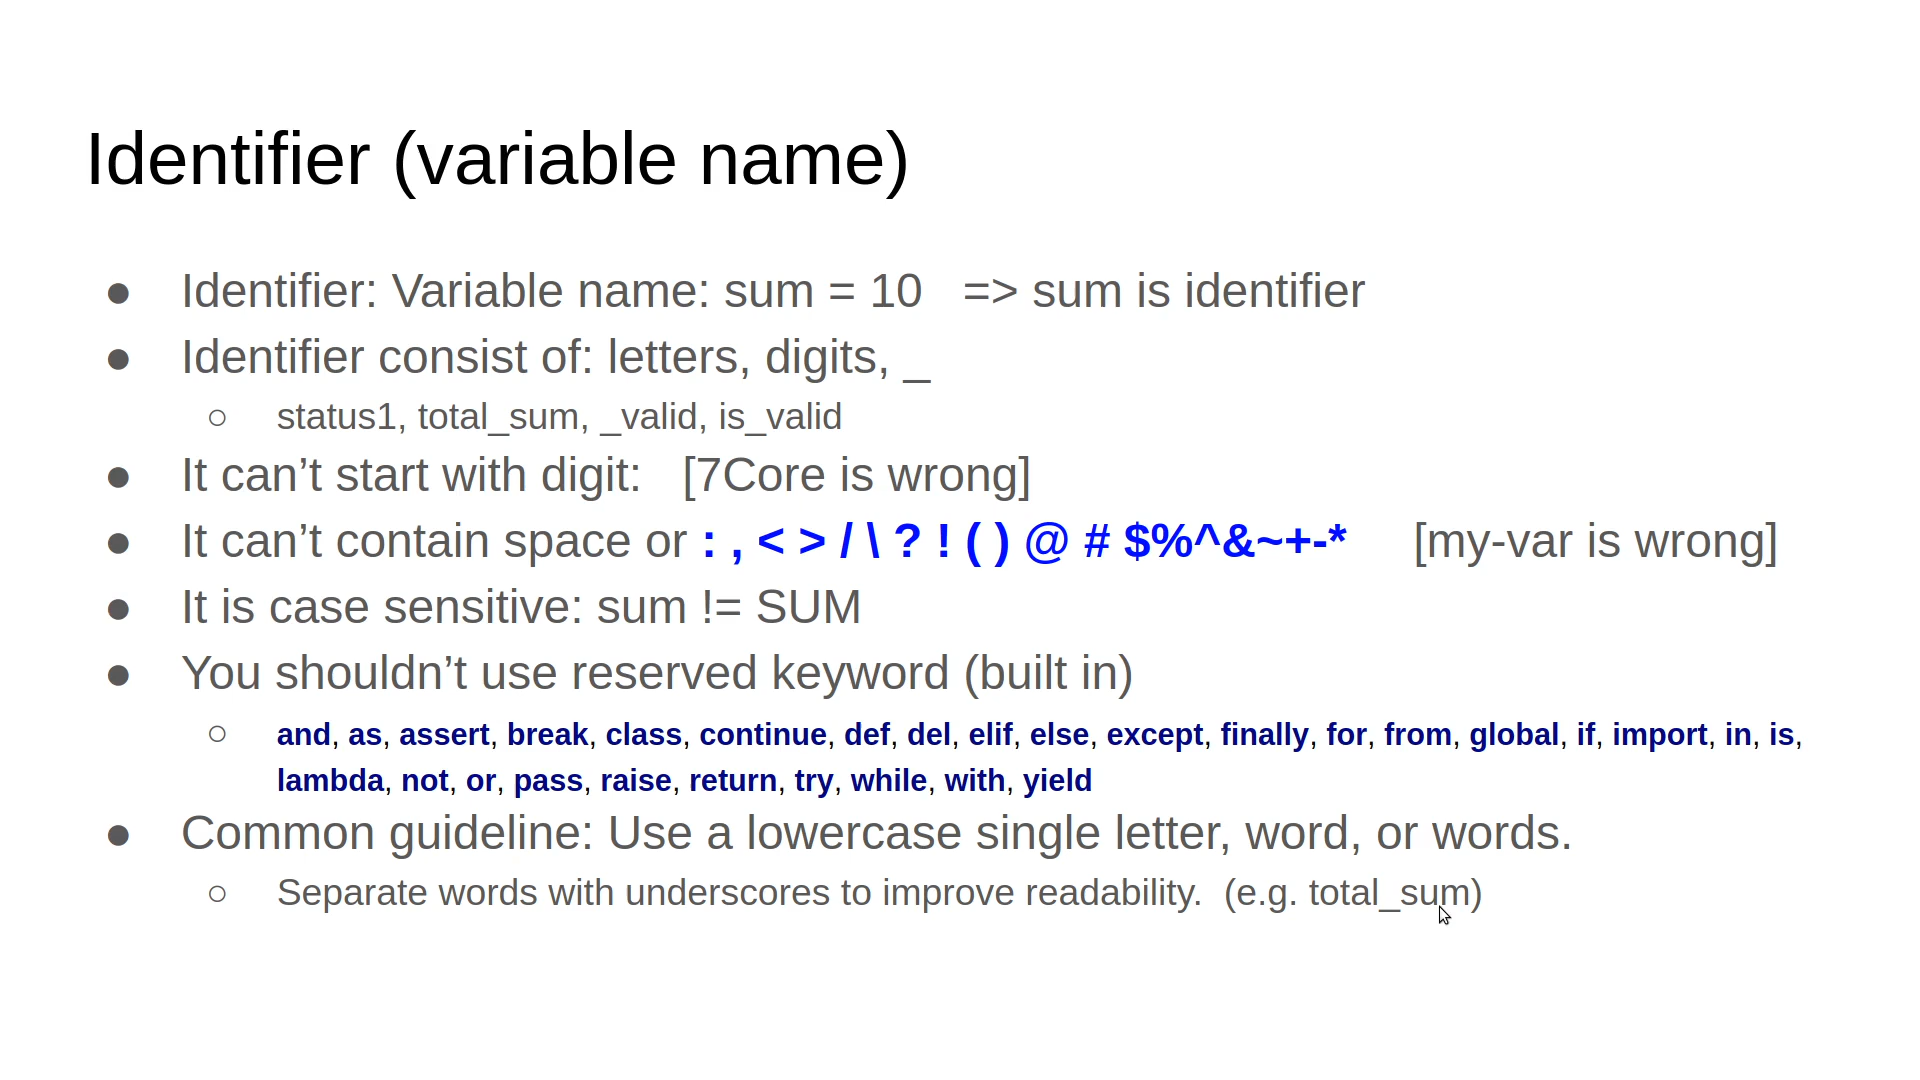 Identifier (variable name)
● Identifier: Variable name: sum = 10 => sum is identifier
● Identifier consist of: letters, digits, _
○ status1, total_sum, _valid, is_valid
● It can’t start with digit: [7Core is wrong]
● It can’t contain space or : , < > / \ ? ! ( ) @ # $%^&~+-* [my-var is wrong]
● It is case sensitive: sum != SUM
● You shouldn’t use reserved keyword (built in)
○ and, as, assert, break, class, continue, def, del, elif, else, except, finally, for, from, global, if, import, in, is,
lambda, not, or, pass, raise, return, try, while, with, yield
● Common guideline: Use a lowercase single letter, word, or words.
○ Separate words with underscores to improve readability. (e.g. total_sum)